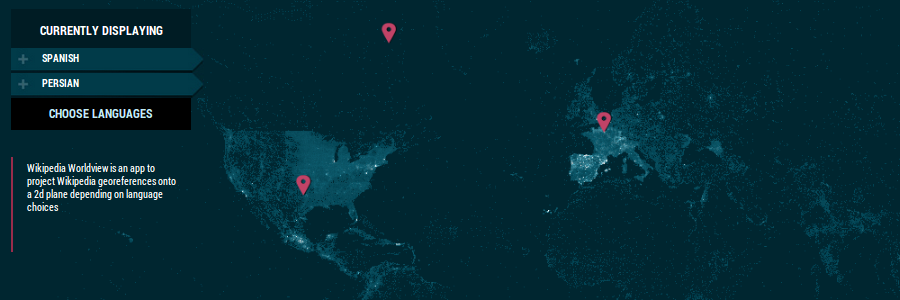 CURRENTLY DISPLAYING
SPANISH
PERSIAN
CHOOSE LANGUAGES
Wikipedia Worldview is an app to
project Wikipedia georeferences onto
a 2d plane depending on language
choices